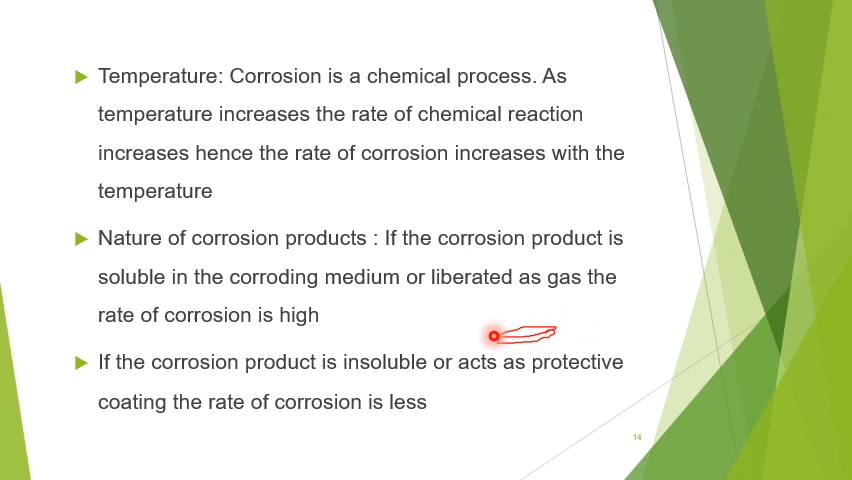 Temperature: Corrosion is a chemical process. As
temperature increases the rate of chemical reaction
increases hence the rate of corrosion increases with the
temperature
Nature of corrosion products : If the corrosion product is
soluble in the corroding medium or liberated as gas the
rate of corrosion is high
If the corrosion product is insoluble or acts as protective
coating the rate of corrosion is less
14